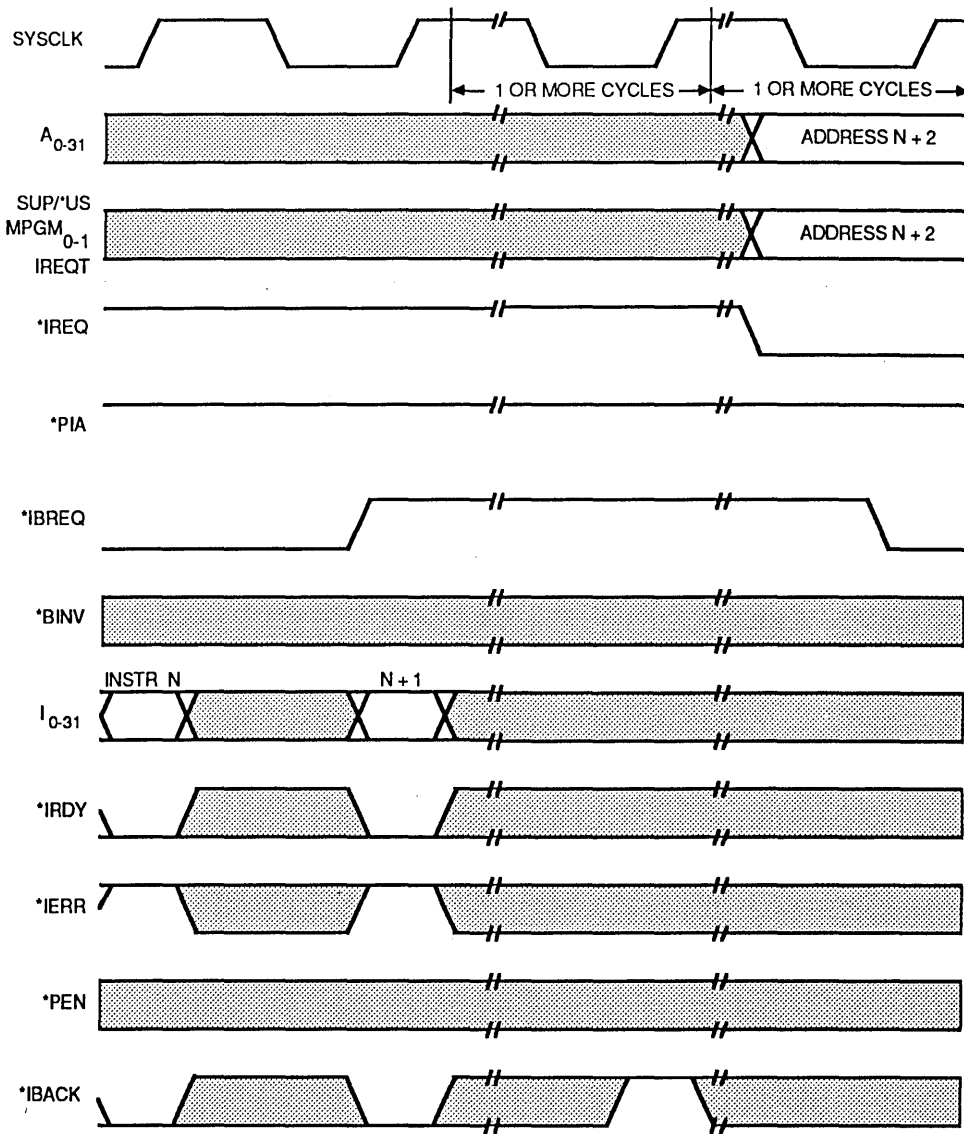 SYSCLK
1 OR MORE CYCLES 1 OR MORE CYCLES
A0-31 ADDRESS N + 2
SUP/*US
MPGM0-1 ADDRESS N + 2
IREQT
*IREQ
*PIA
*IBREQ
*BINV
INSTR N N + 1
I0-31
*IRDY
*IERR
*PEN
*IBACK